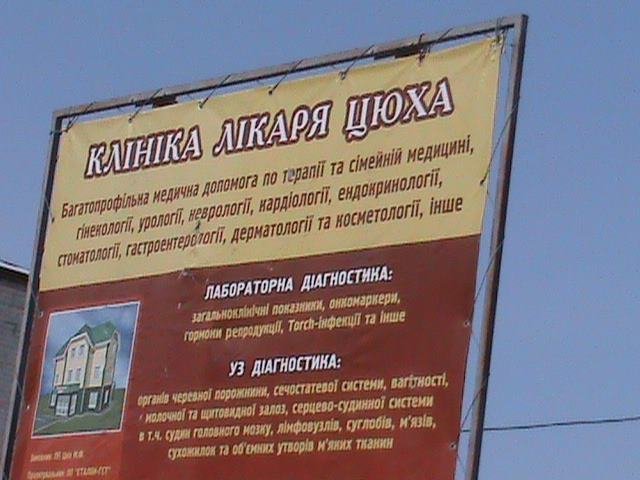 КЛІНІКА ЛІКАРЯ ЦЮХА
Багатопрофільна медична допомога по терапії та сімейній медицині,
гінекології, урології, неврології, кардіології, ендокринології,
стоматології, гастроентерології, дерматології та косметології, інше
ЛАБОРАТОРНА ДІАГНОСТИКА:
загальноклінічні показники, онкомаркери,
гормони репродукції, Torch-інфекції та інше
УЗ ДІАГНОСТИКА:
органів черевної порожнини, сечостатевої системи, вагітності,
молочної та щитовидної залоз, серцево-судинної системи
в т.ч. судин головного мозку, лімфовузлів, суглобів, м'язів,
сухожилок та об'ємних утворів м'яких тканин
Замовник: ПП Цюх